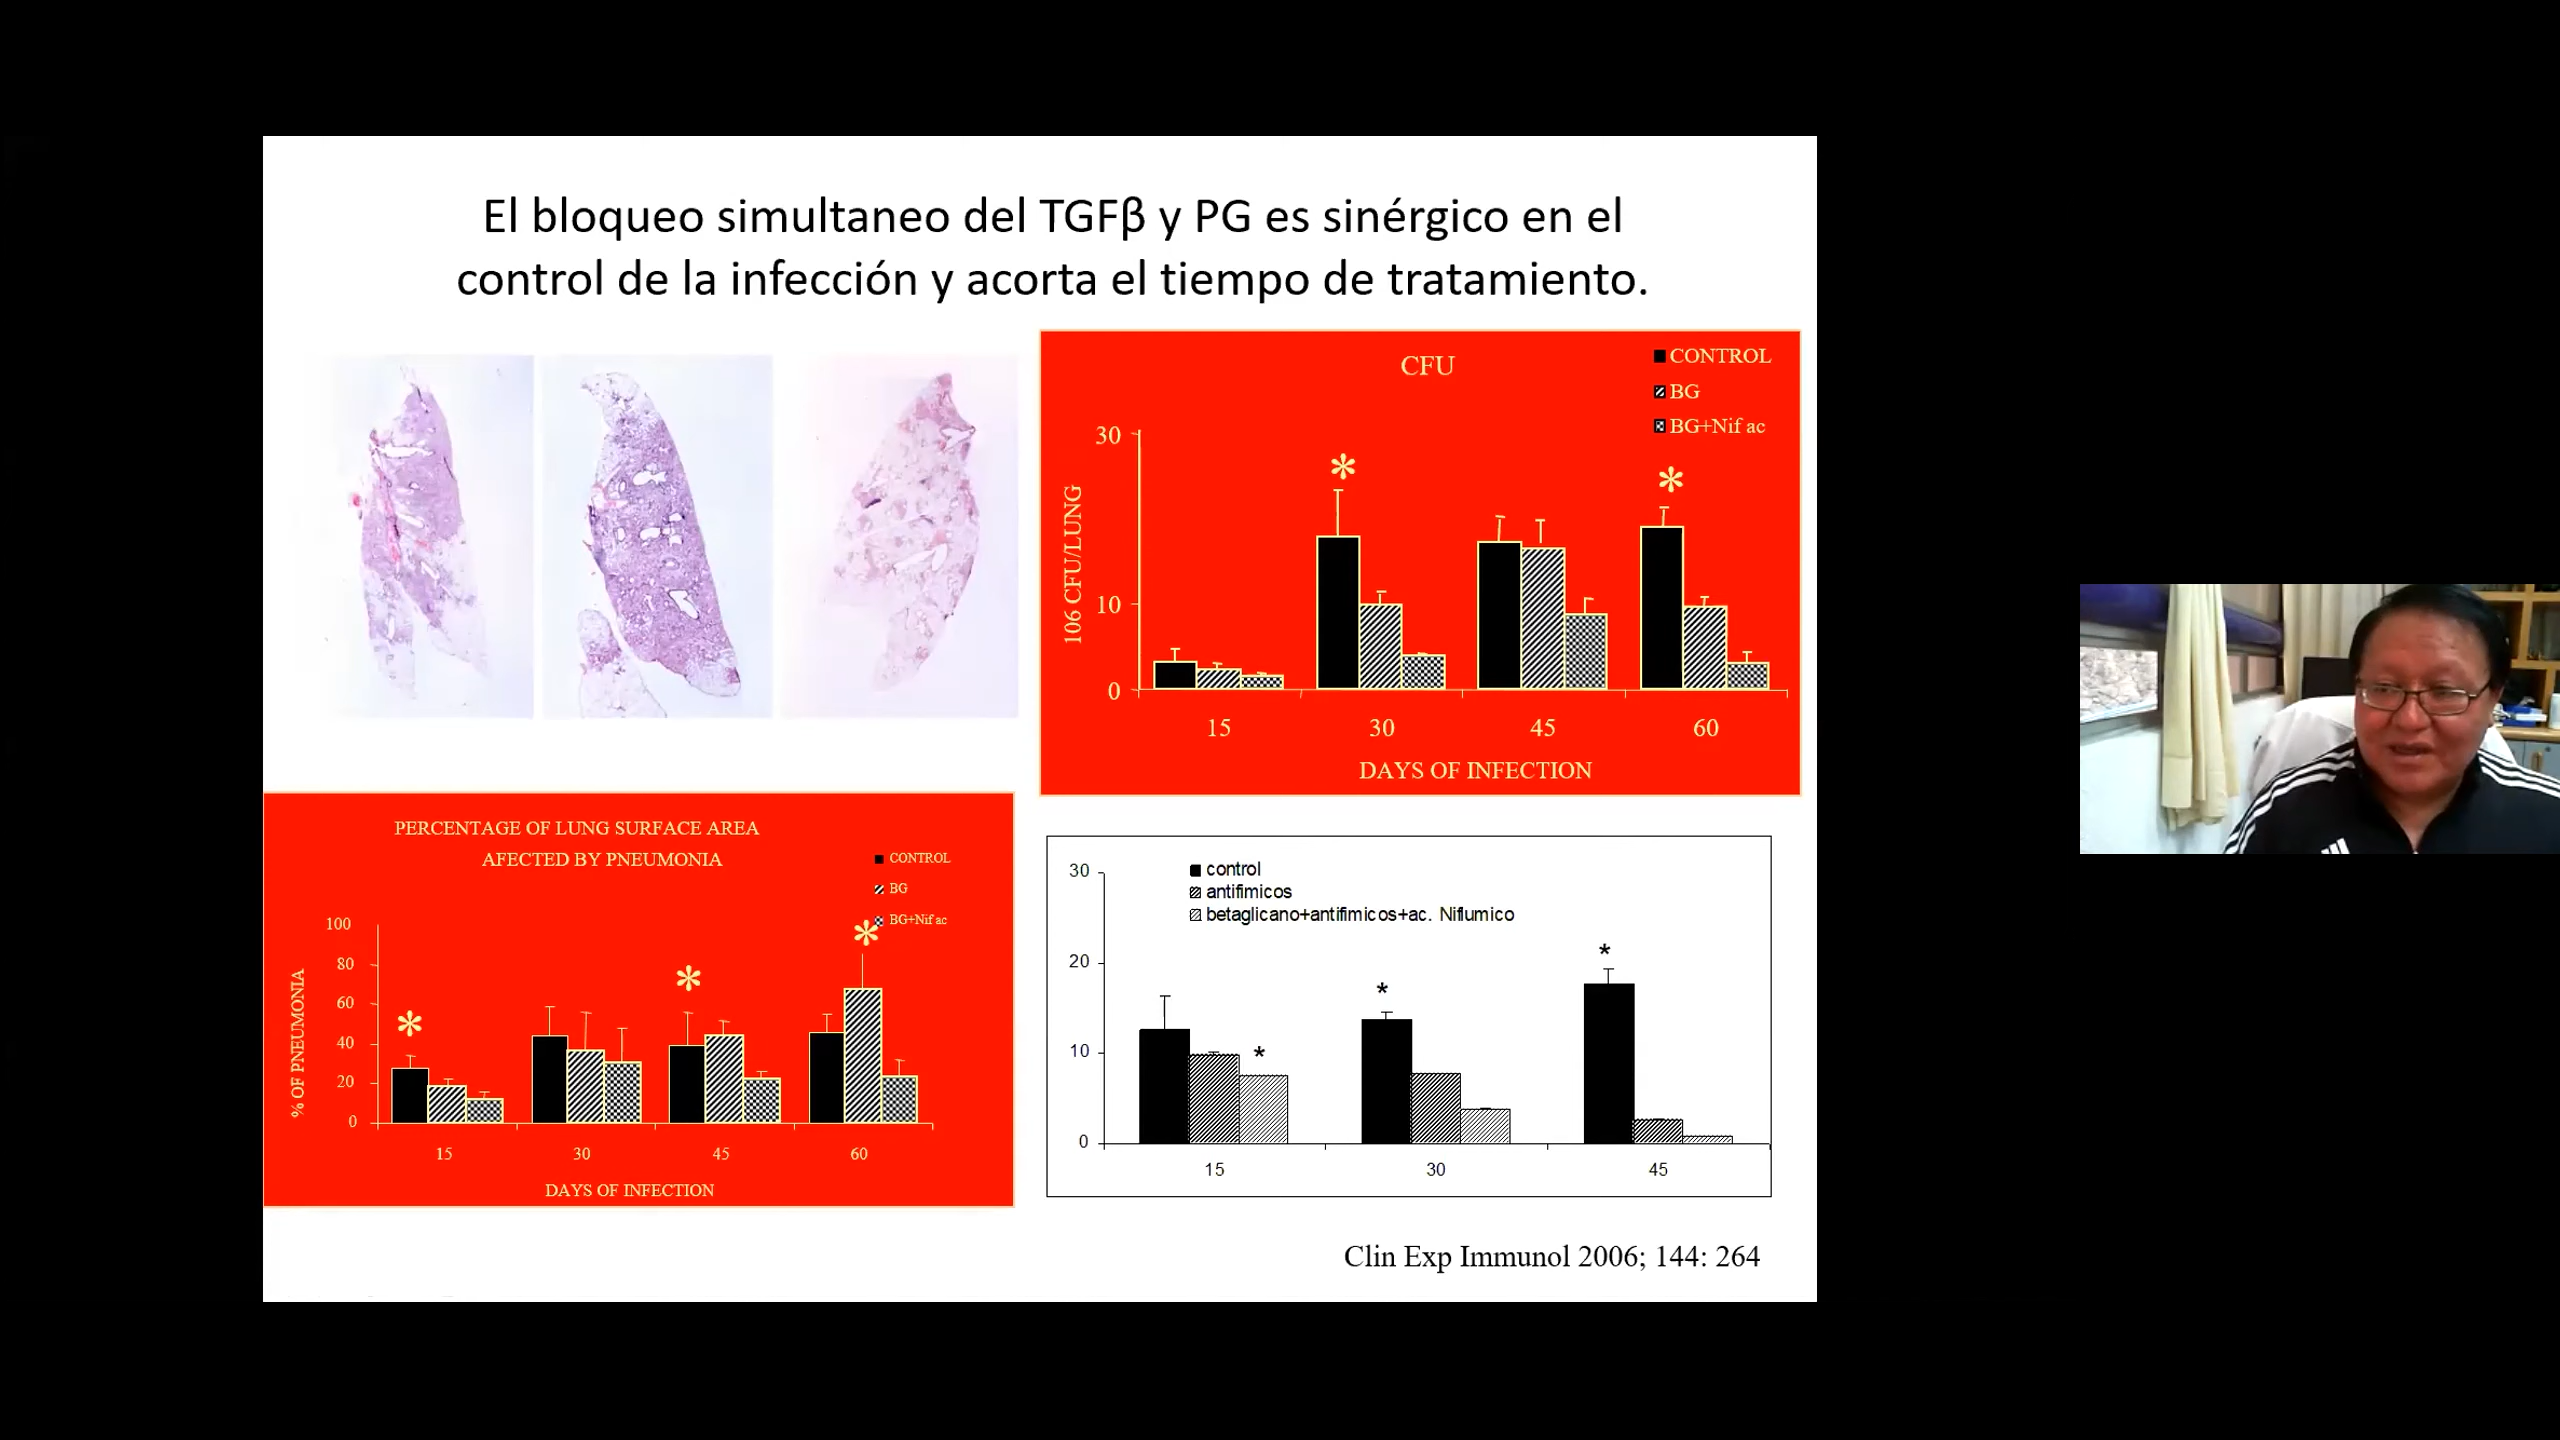 El bloqueo simultaneo del TGFβ y PG es sinérgico en el
control de la infección y acorta el tiempo de tratamiento.
CFU
CONTROL
BG
BG+Nif ac
30
10
0
106 CFU/LUNG
15 30 45 60
DAYS OF INFECTION
PERCENTAGE OF LUNG SURFACE AREA
AFECTED BY PNEUMONIA
CONTROL
BG
BG+Nif ac
100
80
60
40
20
0
% OF PNEUMONIA
15 30 45 60
DAYS OF INFECTION
control
antifimicos
betaglicano+antifimicos+ac. Niflumico
30
20
10
0
15 30 45
Clin Exp Immunol 2006; 144: 264